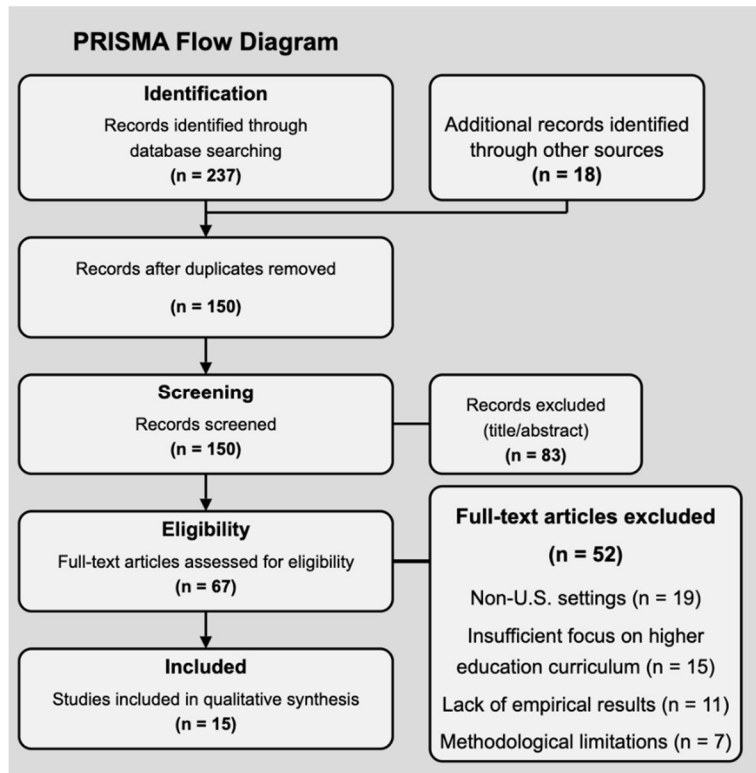 PRISMA Flow Diagram
Identification
Records identified through
database searching
(n = 237)
Additional records identified
through other sources
(n = 18)
Records after duplicates removed
(n = 150)
Screening
Records screened
(n = 150)
Records excluded
(title/abstract)
(n = 83)
Eligibility
Full-text articles assessed for eligibility
(n = 67)
Full-text articles excluded
(n = 52)
Non-U.S. settings (n = 19)
Insufficient focus on higher
education curriculum (n = 15)
Lack of empirical results (n = 11)
Methodological limitations (n = 7)
Included
Studies included in qualitative synthesis
(n = 15)